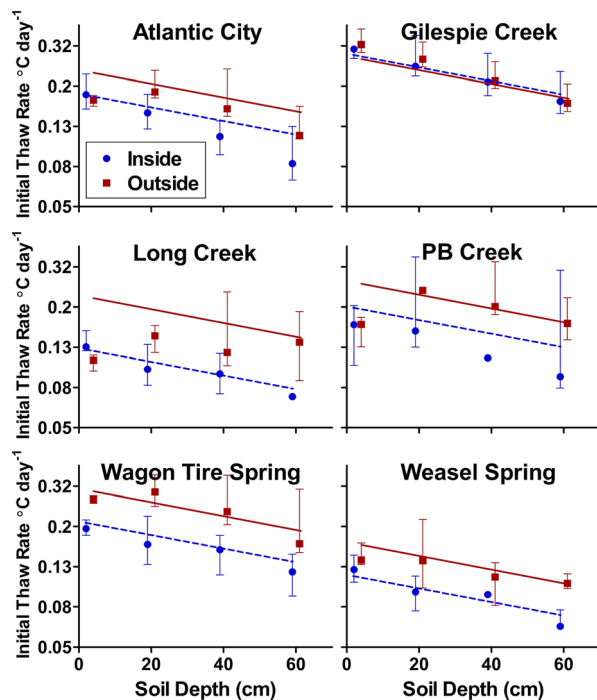 Atlantic City
Gilespie Creek
Initial Thaw Rate °C day-1
0.32
0.2
0.13
0.08
0.05
Inside
Outside
Long Creek
PB Creek
Initial Thaw Rate °C day-1
0.32
0.2
0.13
0.08
0.05
Wagon Tire Spring
Weasel Spring
Initial Thaw Rate °C day-1
0.32
0.2
0.13
0.08
0.05
0 20 40 60
0 20 40 60
Soil Depth (cm)
Soil Depth (cm)